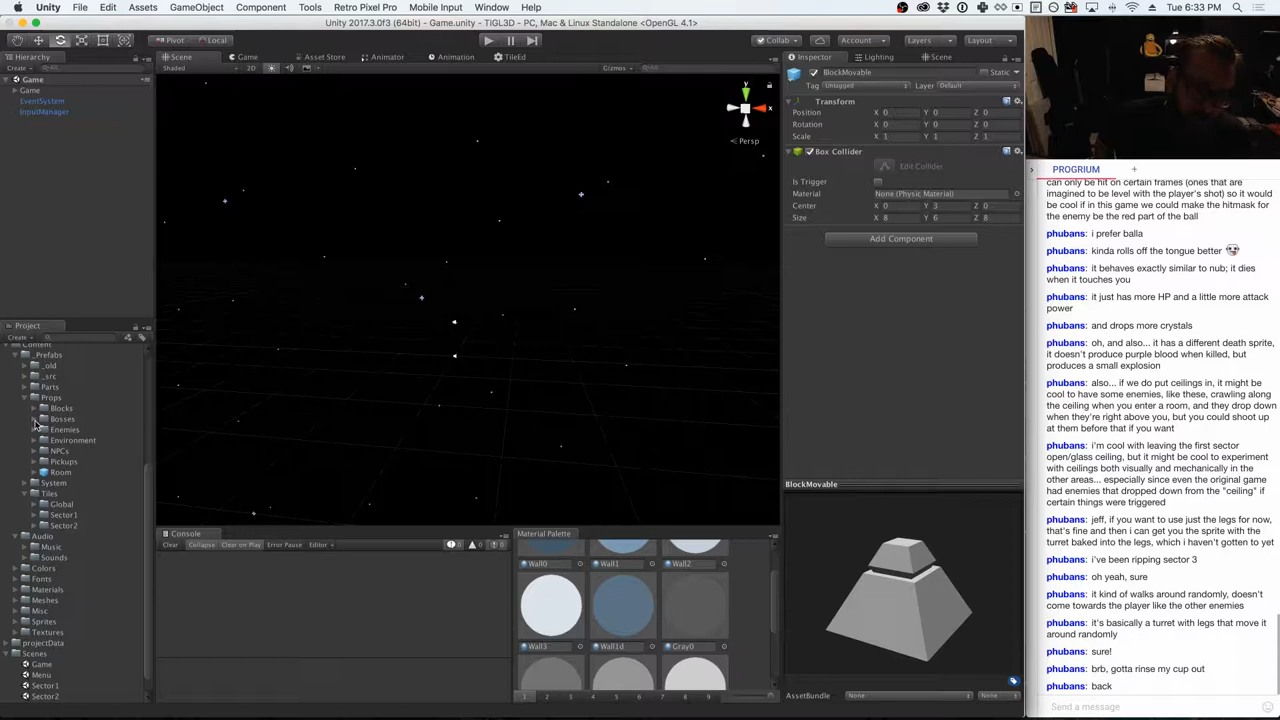 Unity File Edit Assets GameObject Component Tools Retro Pixel Pro Mobile Input Window Help
Tue 6:33 PM
Unity 2017.3.0f3 (64bit) - Game.unity - TIGL3D - PC, Mac & Linux Standalone <OpenGL 4.1>
Pivot Local
Collab Account Layers Layout
Hierarchy
Create
Game
Game
EventSystem
InputManager
Scene Game Asset Store Animator Animation TileEd
Shaded 2D Gizmos All
y
x
Persp
Project
Create
Content
_Prefabs
_old
_src
Parts
Props
Blocks
Bosses
Enemies
Environment
NPCs
Pickups
Room
System
Tiles
Global
Sector1
Sector2
Audio
Music
Sounds
Colors
Fonts
Materials
Meshes
Misc
Sprites
Textures
projectData
Scenes
Game
Menu
Sector1
Sector2
Console
Clear Collapse Clear on Play Error Pause Editor
0 0 0
Material Palette
Wall0 Wall1 Wall2
Wall3 Wall1d Gray0
1 2 3 4 5 6 7 8 9
Inspector Lighting Scene
BlockMovable Static
Tag Untagged Layer Default
Transform
Position X 0 Y 0 Z 0
Rotation X 0 Y 0 Z 0
Scale X 1 Y 1 Z 1
Box Collider
Edit Collider
Is Trigger
Material None (Physic Material)
Center X 0 Y 3 Z 0
Size X 8 Y 6 Z 8
Add Component
BlockMovable
AssetBundle None None
PROGRIUM +
can only be hit on certain frames (ones that are
imagined to be level with the player's shot) so it would
be cool if in this game we could make the hitmask for
the enemy be the red part of the ball
phubans: i prefer balla
phubans: kinda rolls off the tongue better
phubans: it behaves exactly similar to nub; it dies
when it touches you
phubans: it just has more HP and a little more attack
power
phubans: and drops more crystals
phubans: oh, and also... it has a different death sprite,
it doesn't produce purple blood when killed, but
produces a small explosion
phubans: also... if we do put ceilings in, it might be
cool to have some enemies, like these, crawling along
the ceiling when you enter a room, and they drop down
when they're right above you, but you could shoot up
at them before that if you want
phubans: i'm cool with leaving the first sector
open/glass ceiling, but it might be cool to experiment
with ceilings both visually and mechanically in the
other areas... especially since even the original game
had enemies that dropped down from the "ceiling" if
certain things were triggered
phubans: jeff, if you want to use just the legs for now,
that's fine and then i can get you the sprite with the
turret baked into the legs, which i haven't gotten to yet
phubans: i've been ripping sector 3
phubans: oh yeah, sure
phubans: it kind of walks around randomly, doesn't
come towards the player like the other enemies
phubans: it's basically a turret with legs that move it
around randomly
phubans: sure!
phubans: brb, gotta rinse my cup out
phubans: back
Send a message